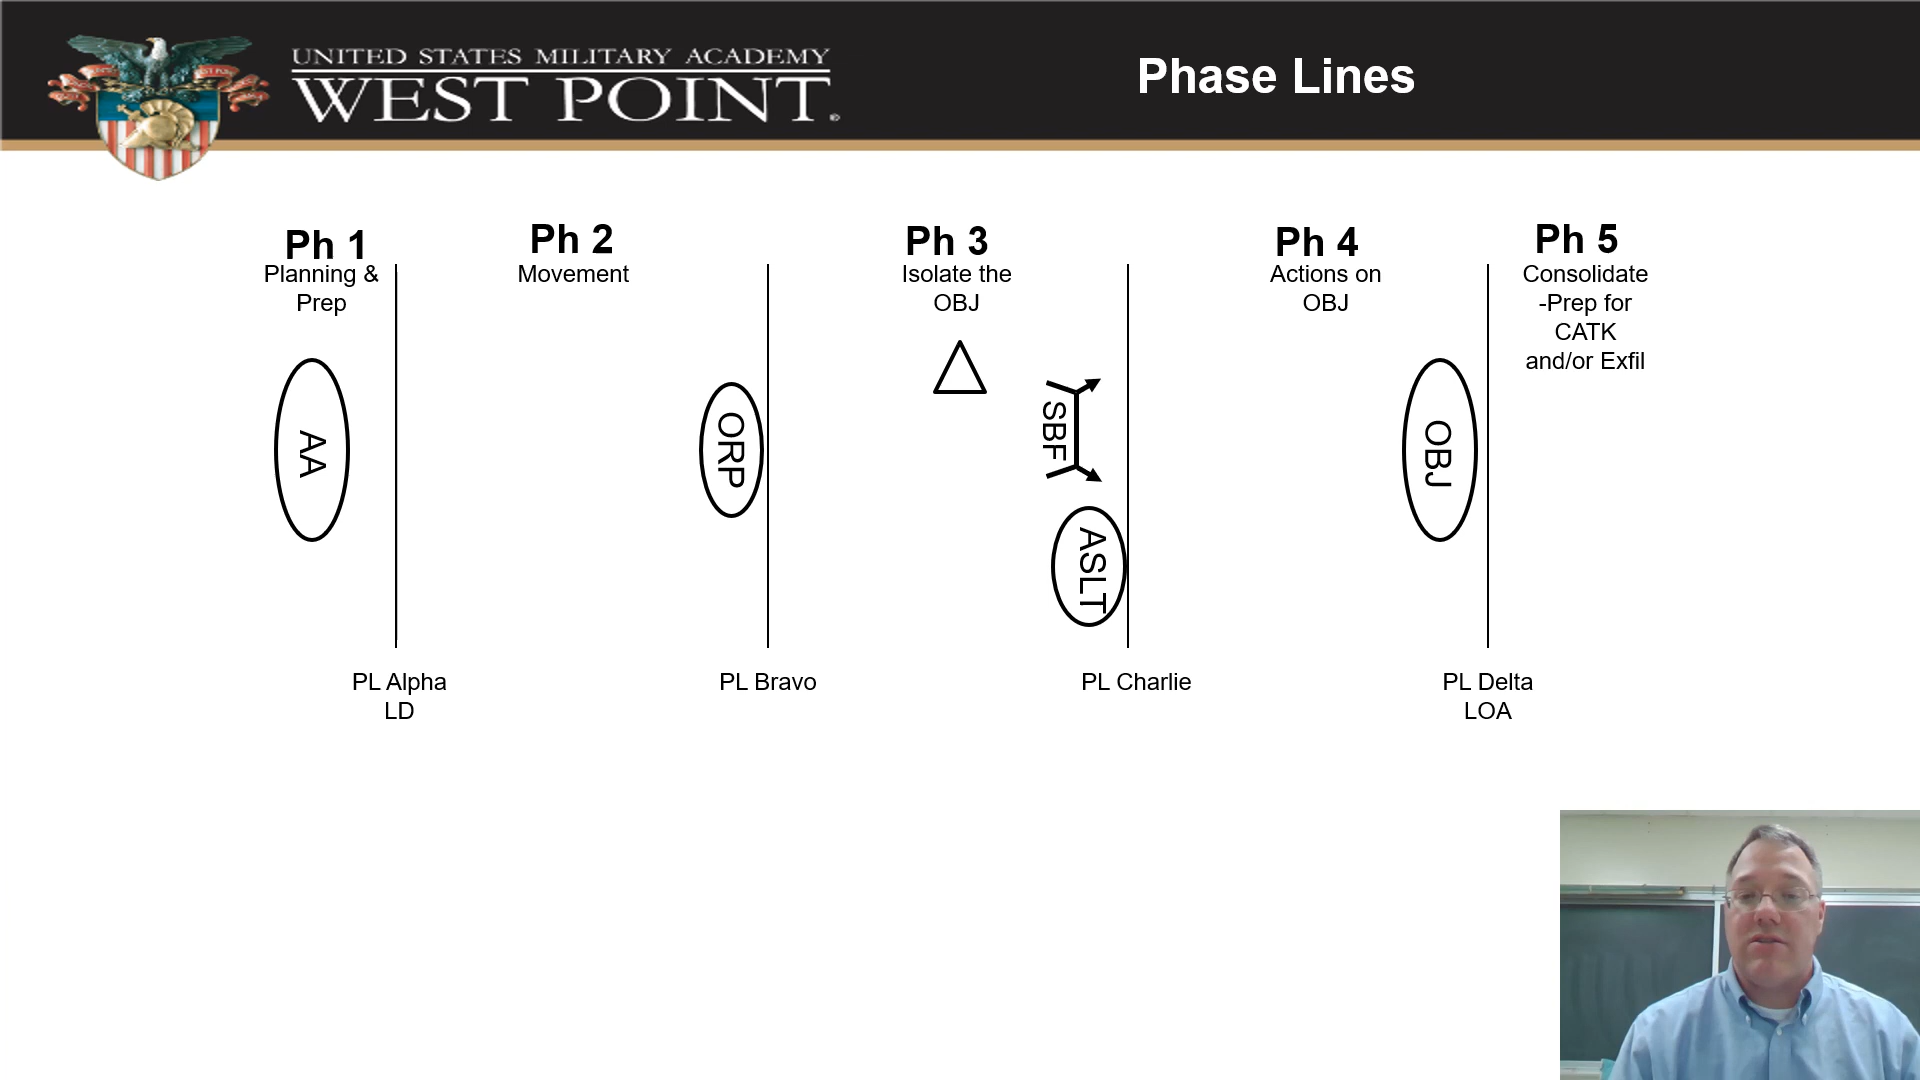 UNITED STATES MILITARY ACADEMY
WEST POINT.
Phase Lines
Ph 1
Planning &
Prep
Ph 2
Movement
Ph 3
Isolate the
OBJ
Ph 4
Actions on
OBJ
Ph 5
Consolidate
-Prep for
CATK
and/or Exfil
AA
ORP
SBF
ASLT
OBJ
PL Alpha
LD
PL Bravo
PL Charlie
PL Delta
LOA